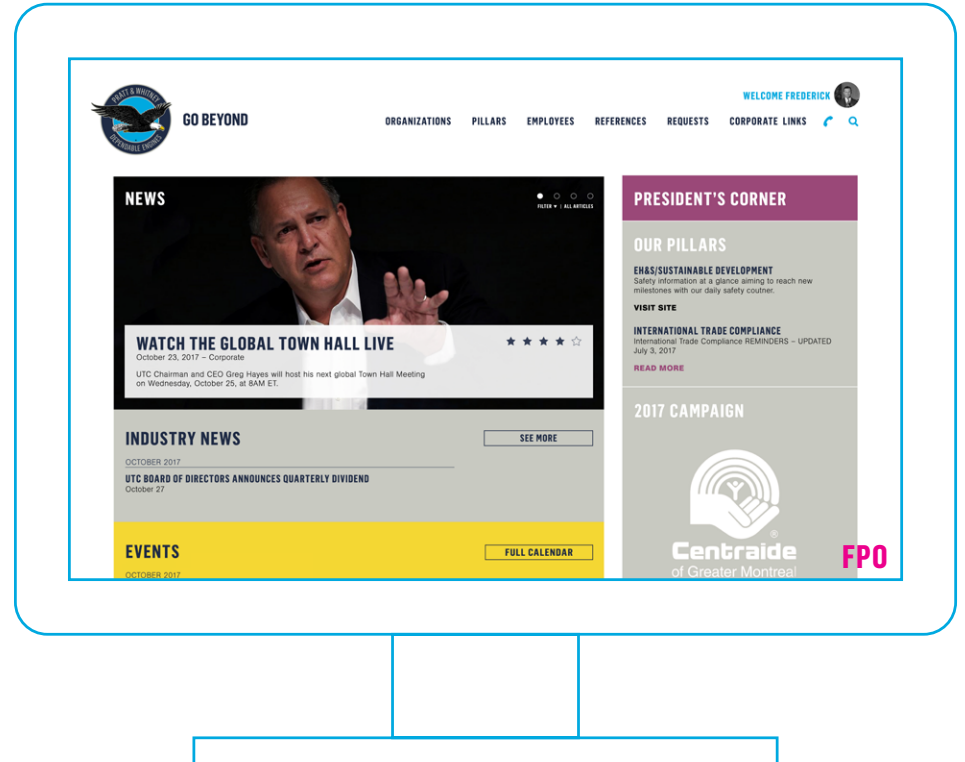 PRATT & WHITNEY
DEPENDABLE ENGINES
GO BEYOND
WELCOME FREDERICK
ORGANIZATIONS PILLARS EMPLOYEES REFERENCES REQUESTS CORPORATE LINKS
NEWS
FILTER ▾ | ALL ARTICLES
WATCH THE GLOBAL TOWN HALL LIVE
October 23, 2017 – Corporate
UTC Chairman and CEO Greg Hayes will host his next global Town Hall Meeting
on Wednesday, October 25, at 8AM ET.
INDUSTRY NEWS
SEE MORE
OCTOBER 2017
UTC BOARD OF DIRECTORS ANNOUNCES QUARTERLY DIVIDEND
October 27
EVENTS
FULL CALENDAR
OCTOBER 2017
PRESIDENT'S CORNER
OUR PILLARS
EH&S/SUSTAINABLE DEVELOPMENT
Safety information at a glance aiming to reach new
milestones with our daily safety coutner.
VISIT SITE
INTERNATIONAL TRADE COMPLIANCE
International Trade Compliance REMINDERS – UPDATED
July 3, 2017
READ MORE
2017 CAMPAIGN
®
Centraide
of Greater Montreal
FPO